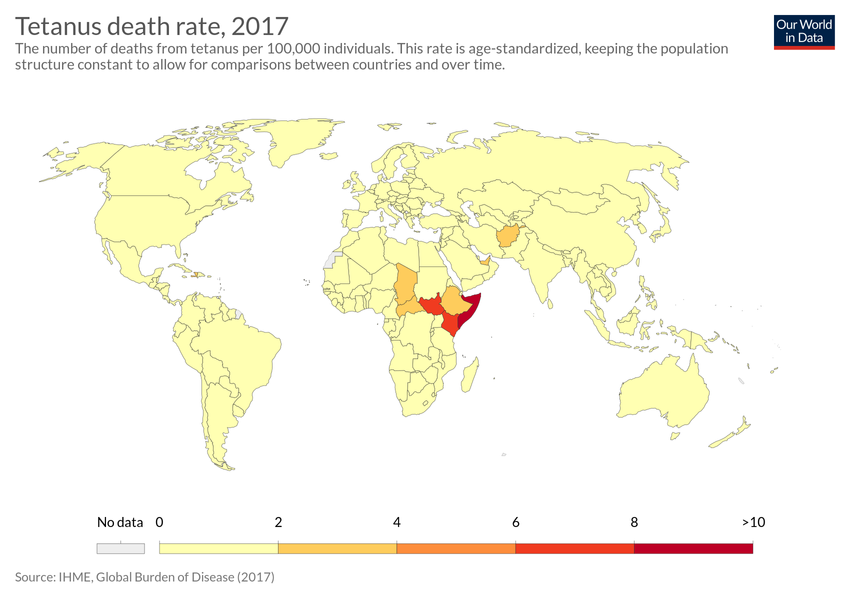 Tetanus death rate, 2017
The number of deaths from tetanus per 100,000 individuals. This rate is age-standardized, keeping the population
structure constant to allow for comparisons between countries and over time.
Our World
in Data
No data 0 2 4 6 8 >10
Source: IHME, Global Burden of Disease (2017)